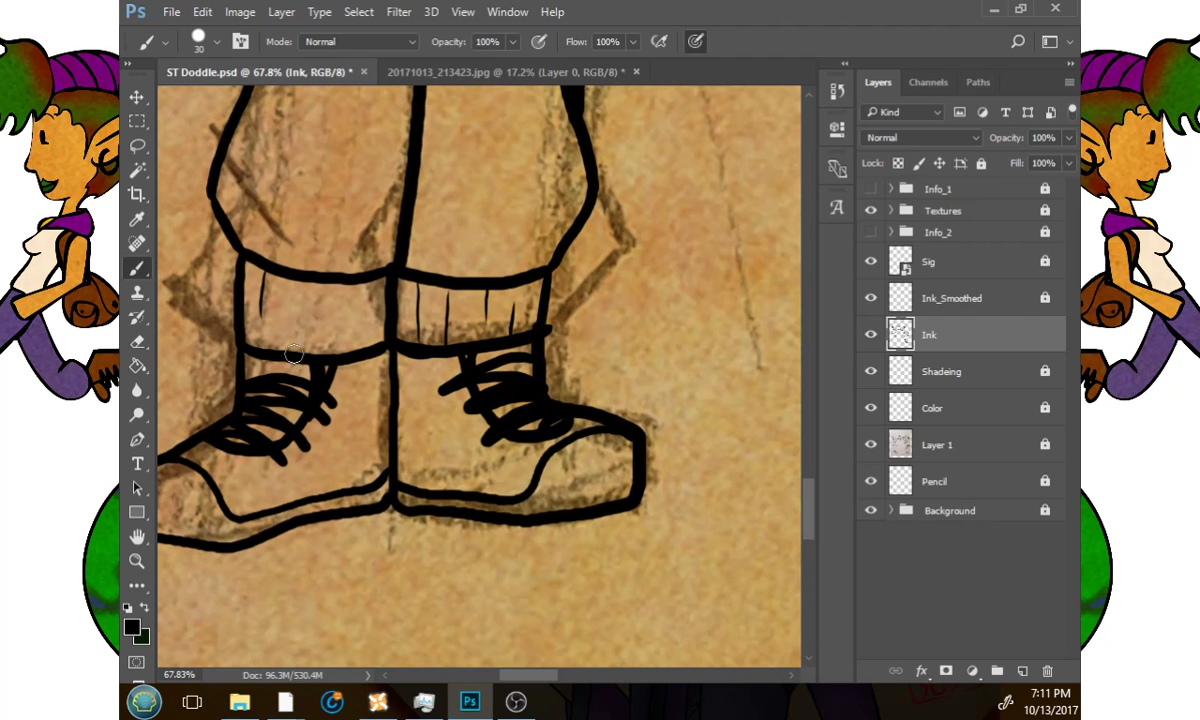 Ps File Edit Image Layer Type Select Filter 3D View Window Help
30 Mode: Normal Opacity: 100% Flow: 100%
ST Doddle.psd @ 67.8% (Ink, RGB/8) * × 20171013_213423.jpg @ 17.2% (Layer 0, RGB/8) * ×
Layers Channels Paths
Kind
Normal Opacity: 100%
Lock: Fill: 100%
Info_1
Textures
Info_2
Sig
Ink_Smoothed
Ink
Shadeing
Color
Layer 1
Pencil
Background
67.83% Doc: 96.3M/530.4M
fx
Ps
7:11 PM
10/13/2017